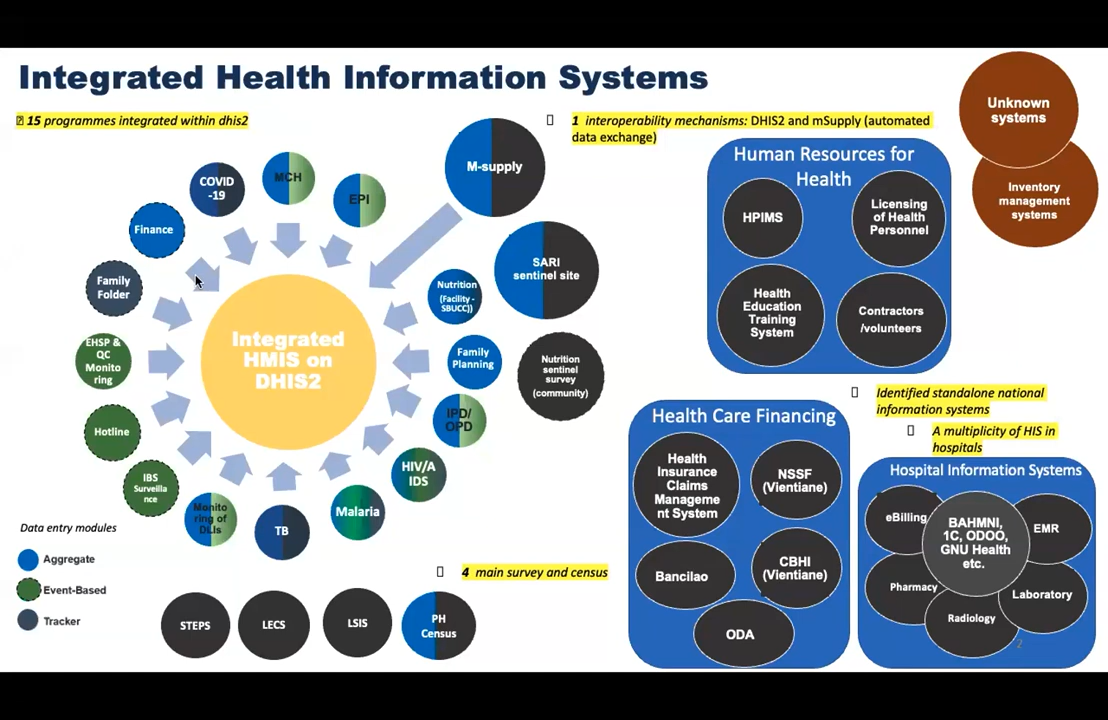 Integrated Health Information Systems
15 programmes integrated within dhis2
1 interoperability mechanisms: DHIS2 and mSupply (automated
data exchange)
Unknown
systems
Inventory
management
systems
M-supply
MCH
COVID
-19
EPI
Finance
Family
Folder
EHSP &
QC
Monito
ring
Hotline
IBS
Surveilla
nce
Monito
ring of
DLIs
TB
Malaria
HIV/A
IDS
IPD/
OPD
Family
Planning
Nutrition
(Facility -
SBUCC))
SARI
sentinel site
Nutrition
sentinel
survey
(community)
Integrated
HMIS on
DHIS2
Human Resources for
Health
HPIMS
Licensing
of Health
Personnel
Health
Education
Training
System
Contractors
/volunteers
Identified standalone national
information systems
A multiplicity of HIS in
hospitals
Health Care Financing
Health
Insurance
Claims
Manageme
nt System
NSSF
(Vientiane)
Bancilao
CBHI
(Vientiane)
ODA
Hospital Information Systems
eBilling
BAHMNI,
1C, ODOO,
GNU Health
etc.
EMR
Pharmacy
Laboratory
Radiology
2
Data entry modules
Aggregate
Event-Based
Tracker
4 main survey and census
STEPS
LECS
LSIS
PH
Census